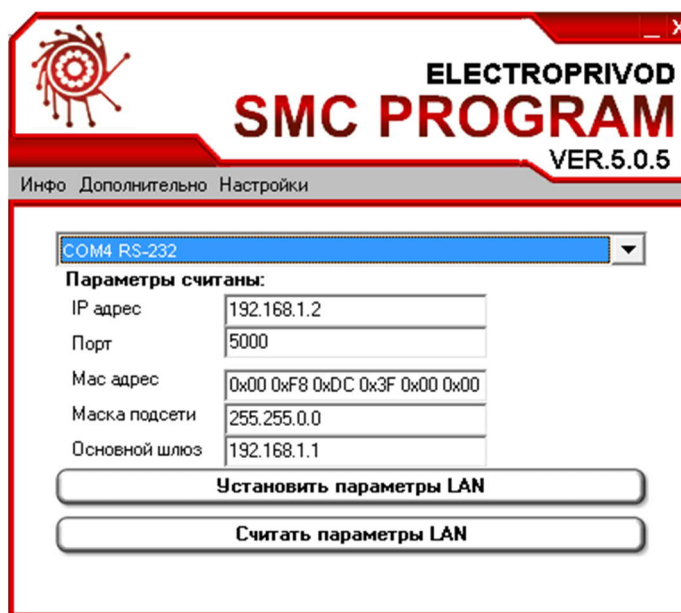 _ X
ELECTROPRIVOD
SMC PROGRAM
VER.5.0.5
Инфо Дополнительно Настройки
COM4 RS-232
Параметры считаны:
IP адрес 192.168.1.2
Порт 5000
Мас адрес 0x00 0xF8 0xDC 0x3F 0x00 0x00
Маска подсети 255.255.0.0
Основной шлюз 192.168.1.1
Установить параметры LAN
Считать параметры LAN